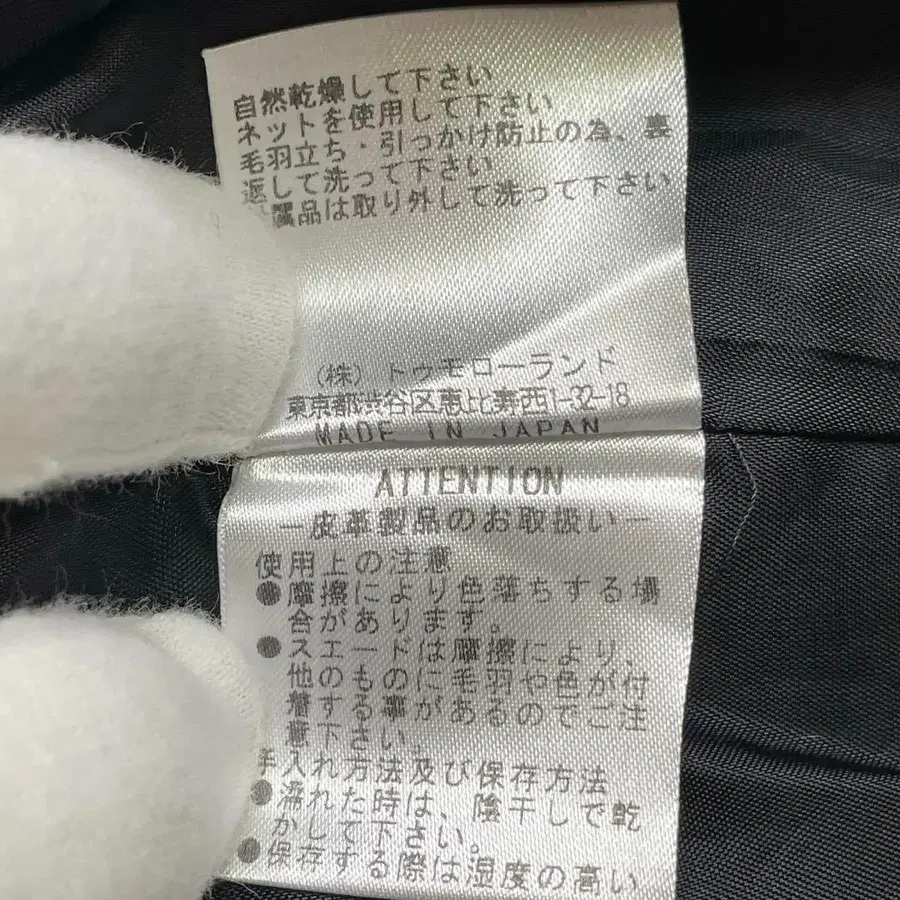 自然乾燥して下さい
ネットを使用して下さい
毛羽立ち・引っかけ防止の為、裏
返して洗って下さい
属品は取り外して洗って下さい
(株)トゥモローランド
東京都渋谷区恵比寿西1-32-18
MADE IN JAPAN
ATTENTION
ー皮革製品のお取扱いー
使用上の注意
●摩擦により色落ちする場
合があります。
●スエードは摩擦により、
他のものに毛羽や色が付
着する事があるのでご注
意下さい。
手入れ方法及び保存方法
●濡れた時は、陰干しで乾
かして下さい。
●保存する際は湿度の高い